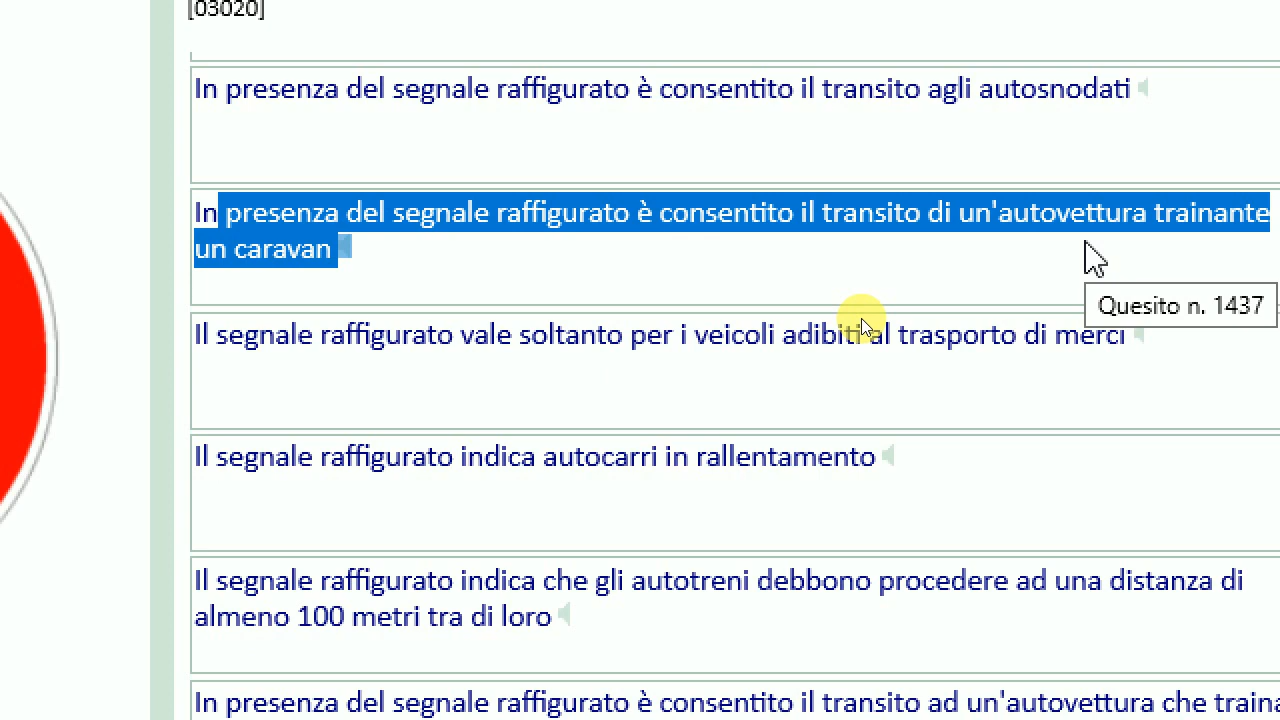 [03020]
In presenza del segnale raffigurato è consentito il transito agli autosnodati
In presenza del segnale raffigurato è consentito il transito di un'autovettura trainante
un caravan
Quesito n. 1437
Il segnale raffigurato vale soltanto per i veicoli adibiti al trasporto di merci
Il segnale raffigurato indica autocarri in rallentamento
Il segnale raffigurato indica che gli autotreni debbono procedere ad una distanza di
almeno 100 metri tra di loro
In presenza del segnale raffigurato è consentito il transito ad un'autovettura che traina